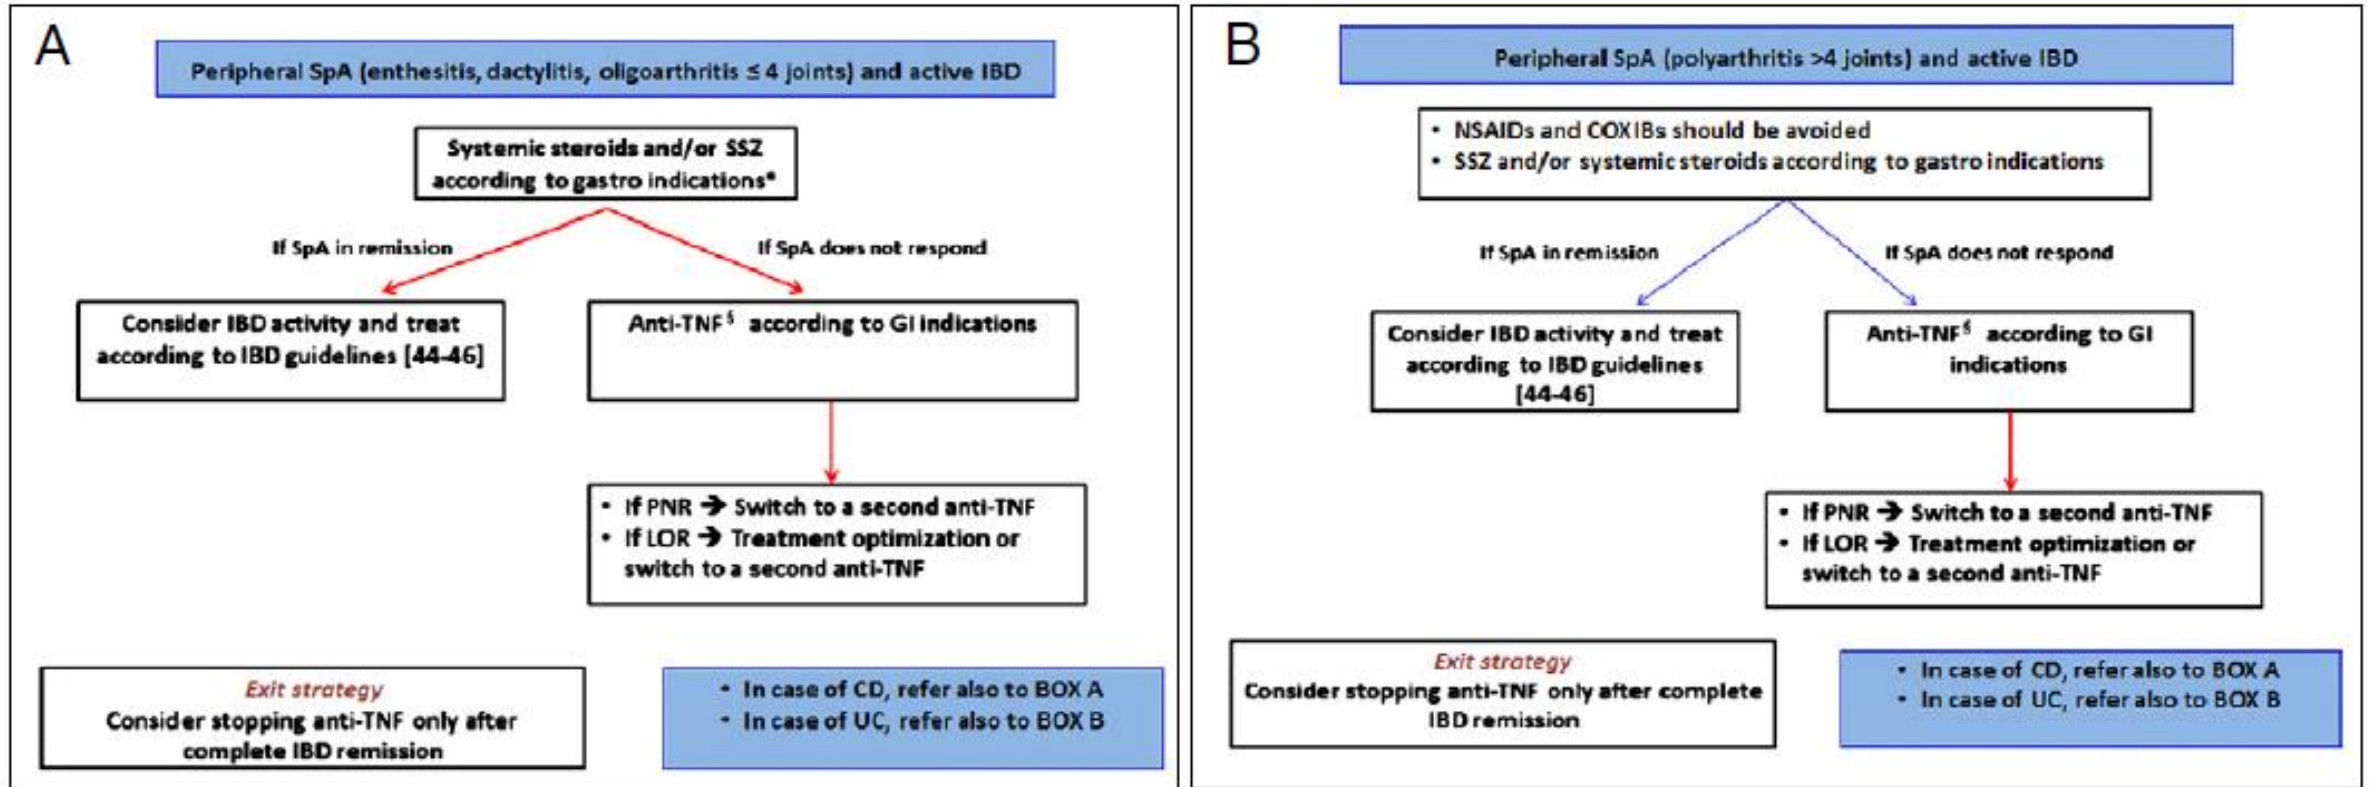 A
Peripheral SpA (enthesitis, dactylitis, oligoarthritis ≤ 4 joints) and active IBD
Systemic steroids and/or SSZ
according to gastro indications*
If SpA in remission
If SpA does not respond
Consider IBD activity and treat
according to IBD guidelines [44-46]
Anti-TNF§ according to GI indications
• If PNR → Switch to a second anti-TNF
• If LOR → Treatment optimization or
switch to a second anti-TNF
Exit strategy
Consider stopping anti-TNF only after
complete IBD remission
• In case of CD, refer also to BOX A
• In case of UC, refer also to BOX B
B
Peripheral SpA (polyarthritis >4 joints) and active IBD
• NSAIDs and COXIBs should be avoided
• SSZ and/or systemic steroids according to gastro indications
If SpA in remission
If SpA does not respond
Consider IBD activity and treat
according to IBD guidelines
[44-46]
Anti-TNF§ according to GI
indications
• If PNR → Switch to a second anti-TNF
• If LOR → Treatment optimization or
switch to a second anti-TNF
Exit strategy
Consider stopping anti-TNF only after complete
IBD remission
• In case of CD, refer also to BOX A
• In case of UC, refer also to BOX B